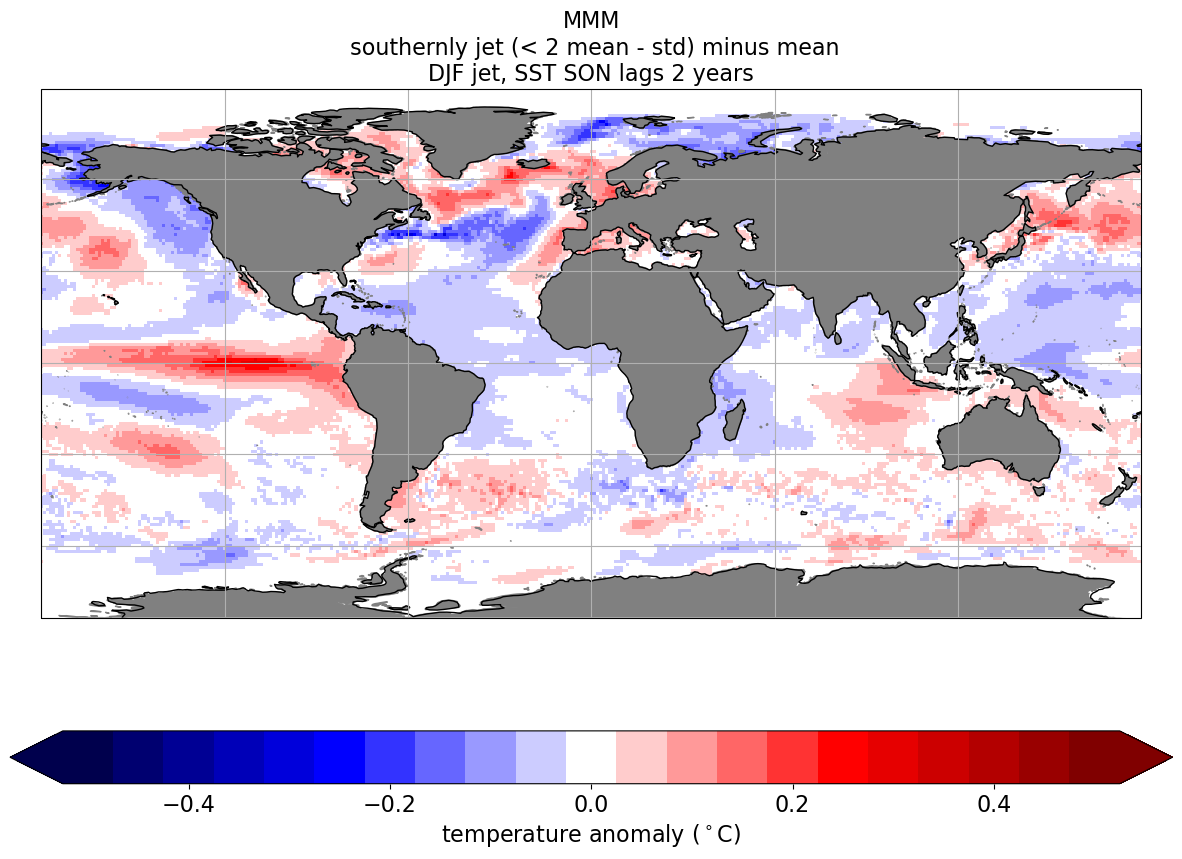 MMM
southernly jet (< 2 mean - std) minus mean
DJF jet, SST SON lags 2 years
−0.4 −0.2 0.0 0.2 0.4
temperature anomaly (°C)